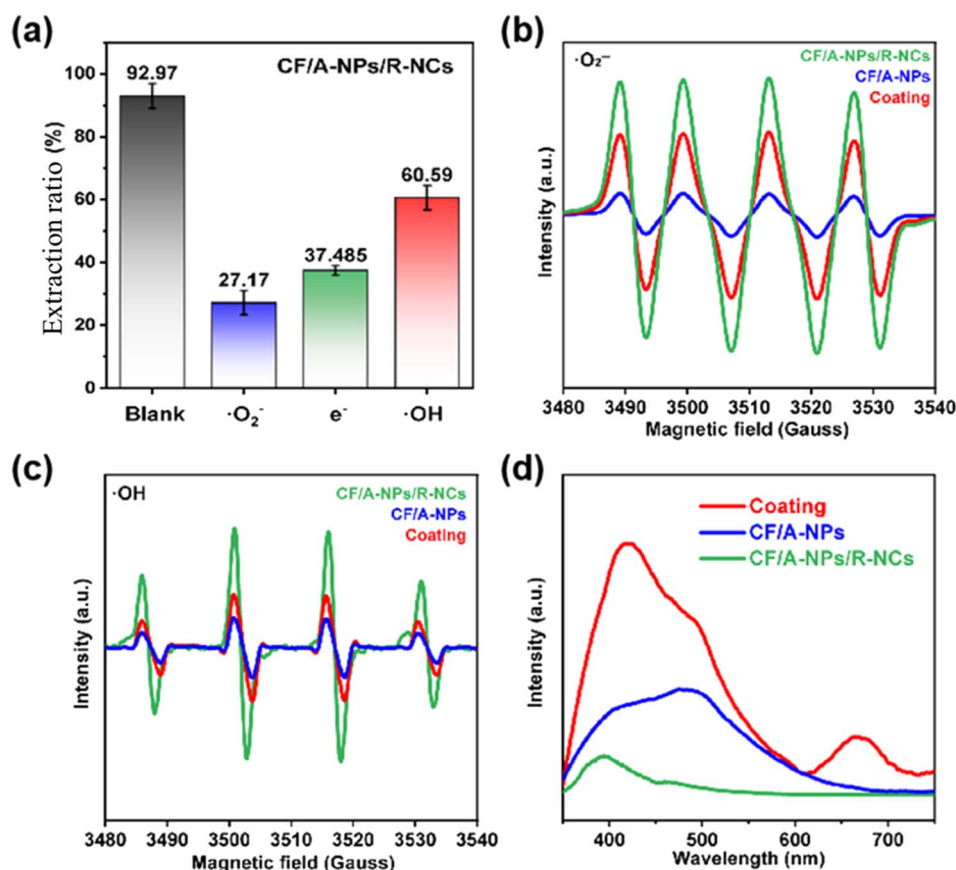 (a)
CF/A-NPs/R-NCs
Extraction ratio (%)
100
80
60
40
20
0
92.97
27.17
37.485
60.59
Blank
·O₂⁻
e⁻
·OH
(b)
·O₂⁻
CF/A-NPs/R-NCs
CF/A-NPs
Coating
Intensity (a.u.)
3480 3490 3500 3510 3520 3530 3540
Magnetic field (Gauss)
(c)
·OH
CF/A-NPs/R-NCs
CF/A-NPs
Coating
Intensity (a.u.)
3480 3490 3500 3510 3520 3530 3540
Magnetic field (Gauss)
(d)
Coating
CF/A-NPs
CF/A-NPs/R-NCs
Intensity (a.u.)
400 500 600 700
Wavelength (nm)